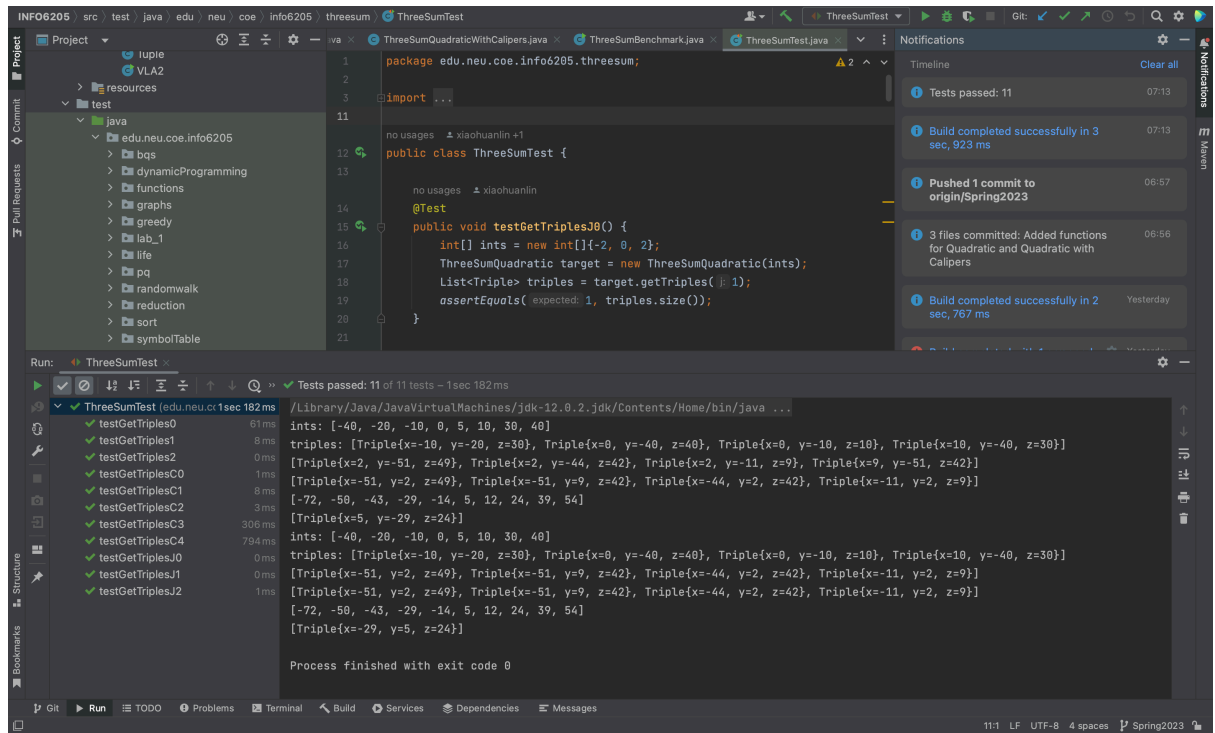 INFO6205 › src › test › java › edu › neu › coe › info6205 › threesum › ThreeSumTest
ThreeSumTest
Git:
Project
va
ThreeSumQuadraticWithCalipers.java
ThreeSumBenchmark.java
ThreeSumTest.java
Notifications
Project
Commit
Pull Requests
Tuple
VLA2
resources
test
java
edu.neu.coe.info6205
bqs
dynamicProgramming
functions
graphs
greedy
lab_1
life
pq
randomwalk
reduction
sort
symbolTable
2
1 package edu.neu.coe.info6205.threesum;
2
3 import ...
11
no usages xiaohuanlin +1
12 public class ThreeSumTest {
13
no usages xiaohuanlin
14 @Test
15 public void testGetTriplesJ0() {
16 int[] ints = new int[]{-2, 0, 2};
17 ThreeSumQuadratic target = new ThreeSumQuadratic(ints);
18 List<Triple> triples = target.getTriples( j: 1);
19 assertEquals( expected: 1, triples.size());
20 }
21
Timeline
Clear all
Tests passed: 11 07:13
Build completed successfully in 3 07:13
sec, 923 ms
Pushed 1 commit to 06:57
origin/Spring2023
3 files committed: Added functions 06:56
for Quadratic and Quadratic with
Calipers
Build completed successfully in 2 Yesterday
sec, 767 ms
Notifications
Maven
Run: ThreeSumTest
Tests passed: 11 of 11 tests – 1 sec 182 ms
ThreeSumTest (edu.neu.cc 1 sec 182 ms
testGetTriples0 61 ms
testGetTriples1 8 ms
testGetTriples2 0 ms
testGetTriplesC0 1 ms
testGetTriplesC1 8 ms
testGetTriplesC2 3 ms
testGetTriplesC3 306 ms
testGetTriplesC4 794 ms
testGetTriplesJ0 0 ms
testGetTriplesJ1 0 ms
testGetTriplesJ2 1 ms
/Library/Java/JavaVirtualMachines/jdk-12.0.2.jdk/Contents/Home/bin/java ...
ints: [-40, -20, -10, 0, 5, 10, 30, 40]
triples: [Triple{x=-10, y=-20, z=30}, Triple{x=0, y=-40, z=40}, Triple{x=0, y=-10, z=10}, Triple{x=10, y=-40, z=30}]
[Triple{x=2, y=-51, z=49}, Triple{x=2, y=-44, z=42}, Triple{x=2, y=-11, z=9}, Triple{x=9, y=-51, z=42}]
[Triple{x=-51, y=2, z=49}, Triple{x=-51, y=9, z=42}, Triple{x=-44, y=2, z=42}, Triple{x=-11, y=2, z=9}]
[-72, -50, -43, -29, -14, 5, 12, 24, 39, 54]
[Triple{x=5, y=-29, z=24}]
ints: [-40, -20, -10, 0, 5, 10, 30, 40]
triples: [Triple{x=-10, y=-20, z=30}, Triple{x=0, y=-40, z=40}, Triple{x=0, y=-10, z=10}, Triple{x=10, y=-40, z=30}]
[Triple{x=-51, y=2, z=49}, Triple{x=-51, y=9, z=42}, Triple{x=-44, y=2, z=42}, Triple{x=-11, y=2, z=9}]
[Triple{x=-51, y=2, z=49}, Triple{x=-51, y=9, z=42}, Triple{x=-44, y=2, z=42}, Triple{x=-11, y=2, z=9}]
[-72, -50, -43, -29, -14, 5, 12, 24, 39, 54]
[Triple{x=-29, y=5, z=24}]
Process finished with exit code 0
Structure
Bookmarks
Git Run TODO Problems Terminal Build Services Dependencies Messages
11:1 LF UTF-8 4 spaces Spring2023